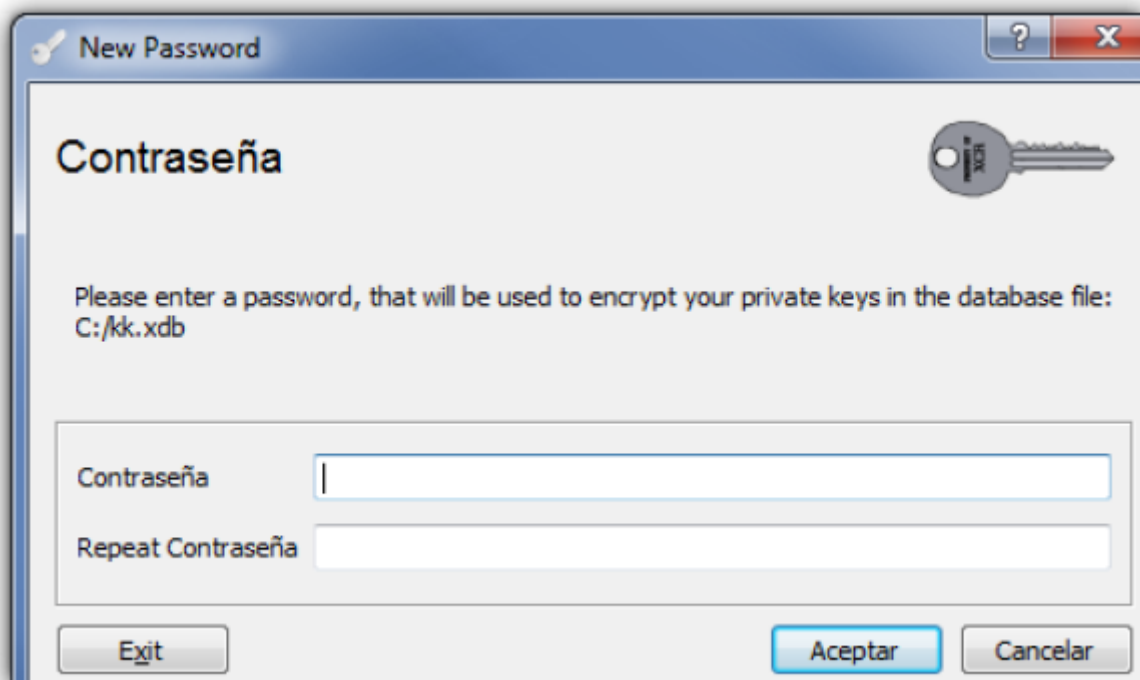 New Password
?
X
Contraseña
XCA
Please enter a password, that will be used to encrypt your private keys in the database file:
C:/kk.xdb
Contraseña
Repeat Contraseña
Exit
Aceptar
Cancelar